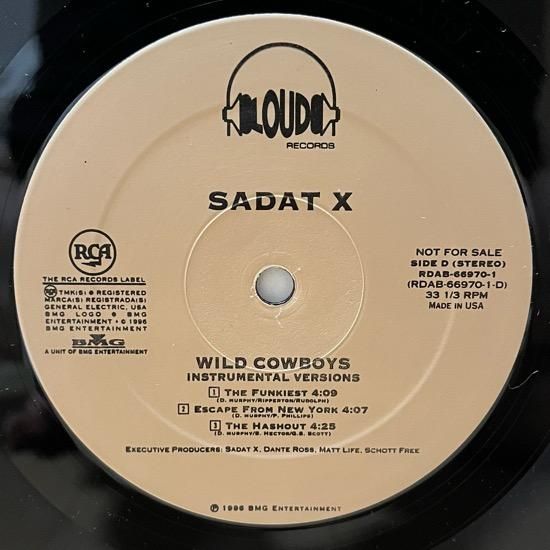 LOUD
RECORDS
SADAT X
RCA
THE RCA RECORDS LABEL
TMK(S) ® REGISTERED
MARCA(S) REGISTRADA(S)
GENERAL ELECTRIC, USA
BMG LOGO ® BMG
ENTERTAINMENT • © 1996
BMG ENTERTAINMENT
BMG
A UNIT OF BMG ENTERTAINMENT
NOT FOR SALE
SIDE D (STEREO)
RDAB-66970-1
(RDAB-66970-1-D)
33 1/3 RPM
MADE IN USA
WILD COWBOYS
INSTRUMENTAL VERSIONS
1 THE FUNKIEST 4:09
(D. MURPHY/RIPPERTON/RUDOLPH)
2 ESCAPE FROM NEW YORK 4:07
(D. MURPHY/P. PHILLIPS)
3 THE HASHOUT 4:25
(D. MURPHY/S. HECTOR/G.S. SCOTT)
EXECUTIVE PRODUCERS: SADAT X, DANTE ROSS, MATT LIFE, SCHOTT FREE
℗ 1996 BMG ENTERTAINMENT